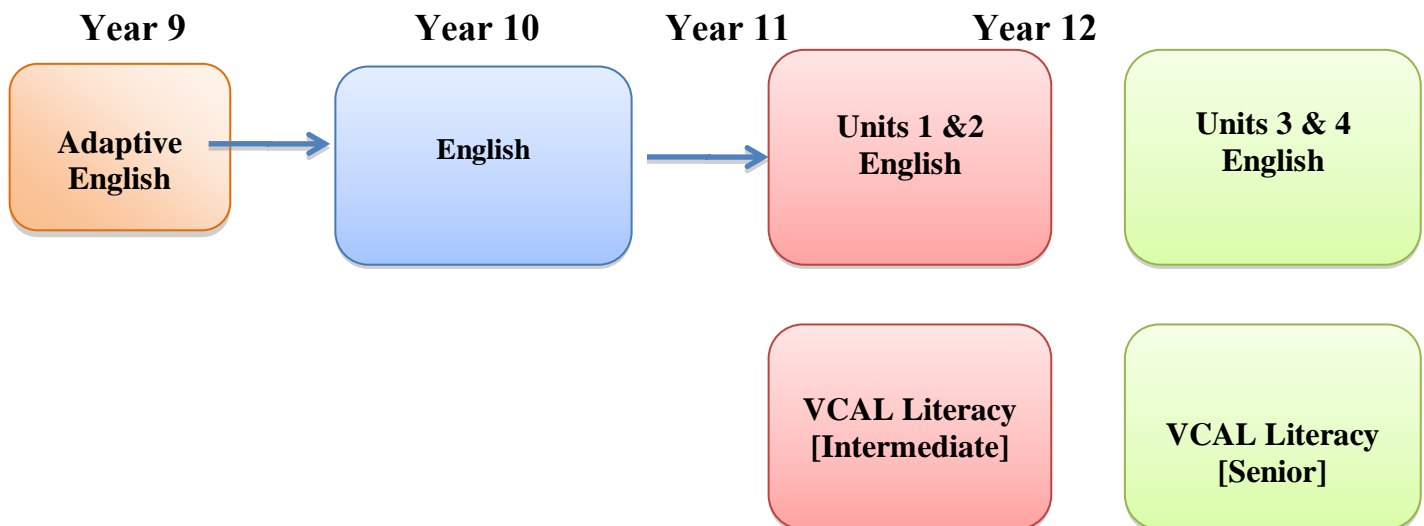 Year 9 Year 10 Year 11 Year 12
Adaptive
English
English
Units 1 &2
English
Units 3 & 4
English
VCAL Literacy
[Intermediate]
VCAL Literacy
[Senior]